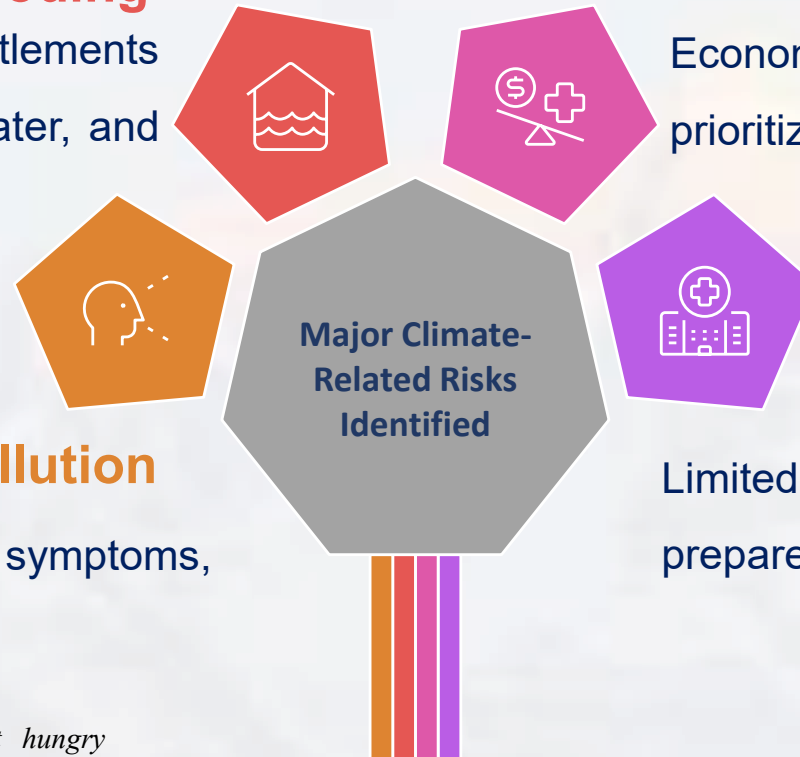 tlements
ater, and
Econor
prioritiz
Major Climate-
Related Risks
Identified
llution
symptoms,
Limited
prepare
hungry